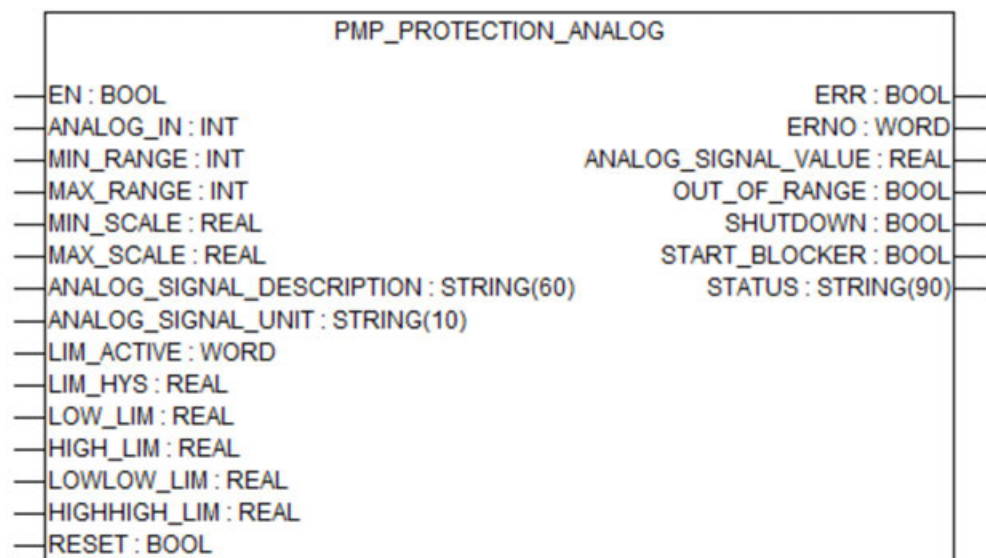 PMP_PROTECTION_ANALOG
EN : BOOL ERR : BOOL
ANALOG_IN : INT ERNO : WORD
MIN_RANGE : INT ANALOG_SIGNAL_VALUE : REAL
MAX_RANGE : INT OUT_OF_RANGE : BOOL
MIN_SCALE : REAL SHUTDOWN : BOOL
MAX_SCALE : REAL START_BLOCKER : BOOL
ANALOG_SIGNAL_DESCRIPTION : STRING(60) STATUS : STRING(90)
ANALOG_SIGNAL_UNIT : STRING(10)
LIM_ACTIVE : WORD
LIM_HYS : REAL
LOW_LIM : REAL
HIGH_LIM : REAL
LOWLOW_LIM : REAL
HIGHHIGH_LIM : REAL
RESET : BOOL